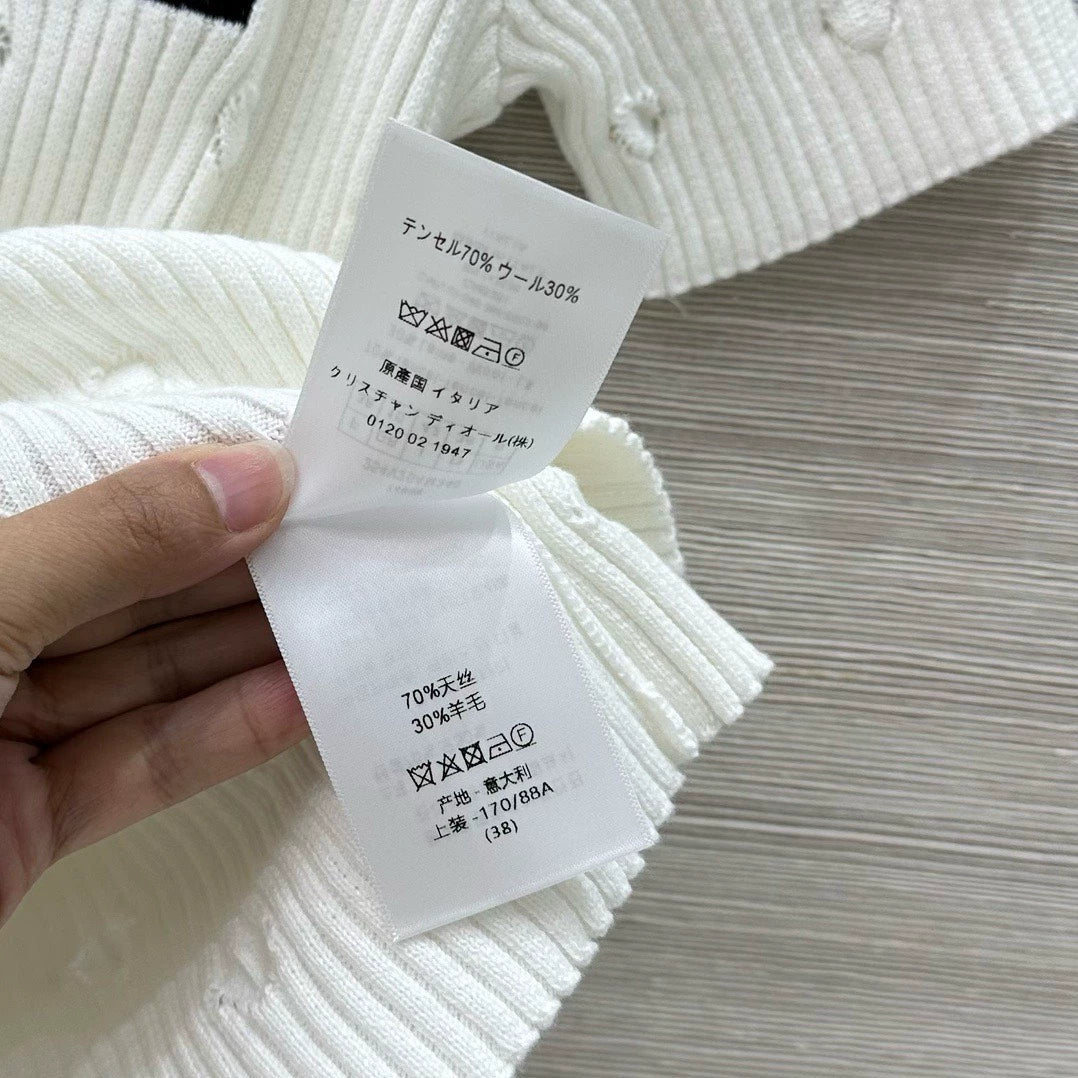 テンセル70% ウール30%
F
原産国 イタリア
クリスチャン ディオール(株)
0120 02 1947
70%天丝
30%羊毛
F
产地 - 意大利
上装 -170/88A
(38)